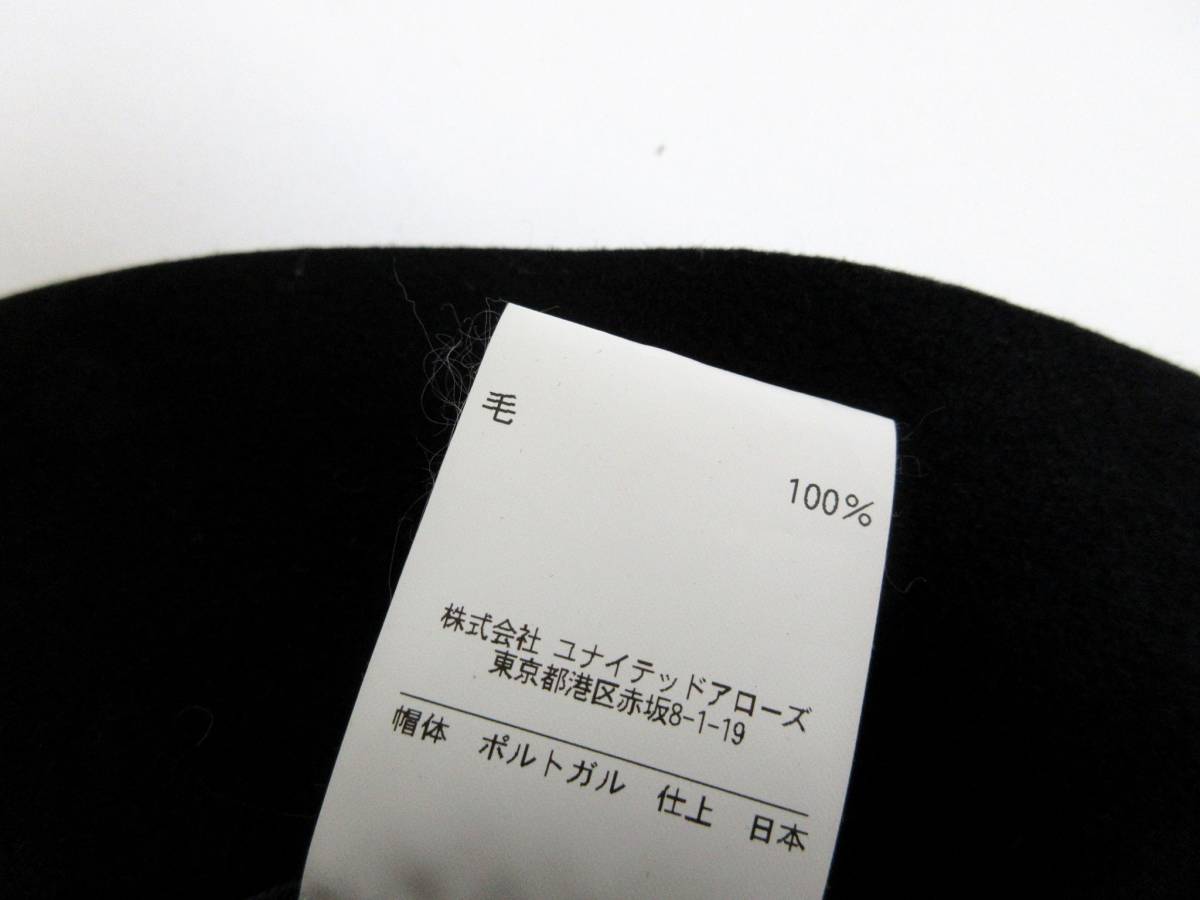 毛
100%
株式会社 ユナイテッドアローズ
東京都港区赤坂8-1-19
帽体 ポルトガル 仕上 日本